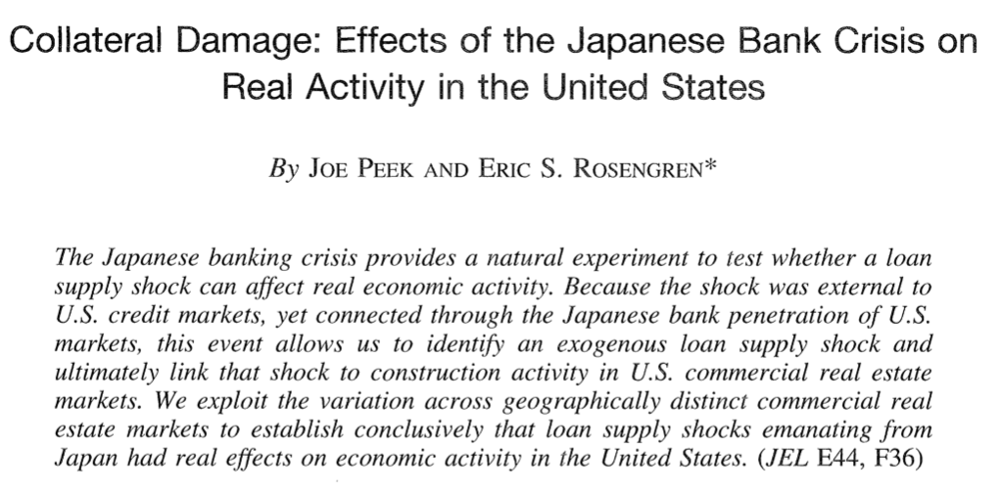 Collateral Damage: Effects of the Japanese Bank Crisis on
Real Activity in the United States
By JOE PEEK AND ERIC S. ROSENGREN*
The Japanese banking crisis provides a natural experiment to test whether a loan
supply shock can affect real economic activity. Because the shock was external to
U.S. credit markets, yet connected through the Japanese bank penetration of U.S.
markets, this event allows us to identify an exogenous loan supply shock and
ultimately link that shock to construction activity in U.S. commercial real estate
markets. We exploit the variation across geographically distinct commercial real
estate markets to establish conclusively that loan supply shocks emanating from
Japan had real effects on economic activity in the United States. (JEL E44, F36)